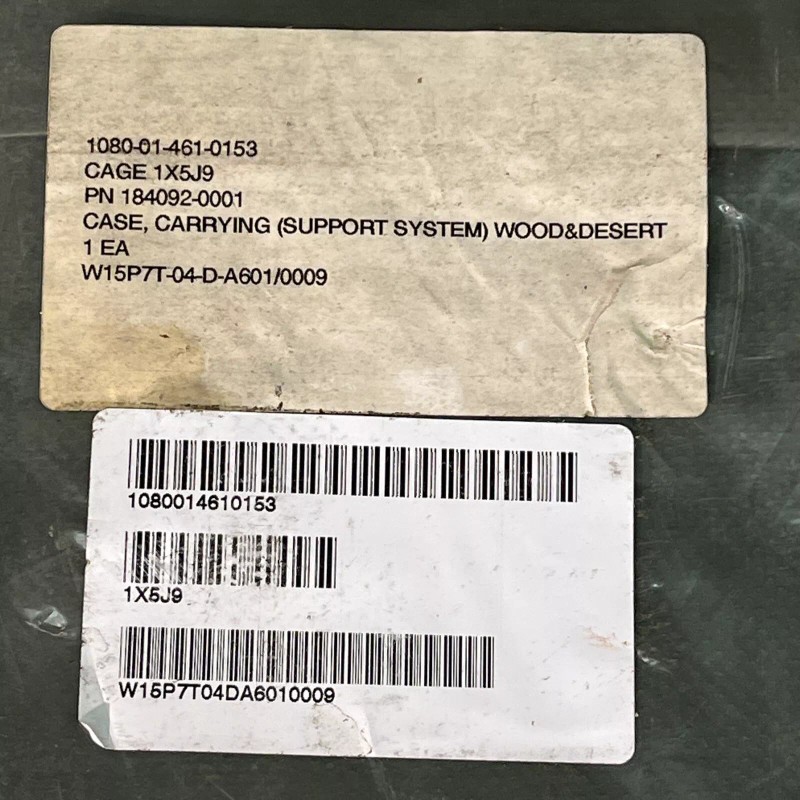 1080-01-461-0153
CAGE 1X5J9
PN 184092-0001
CASE, CARRYING (SUPPORT SYSTEM) WOOD&DESERT
1 EA
W15P7T-04-D-A601/0009
1080014610153
1X5J9
W15P7T04DA6010009